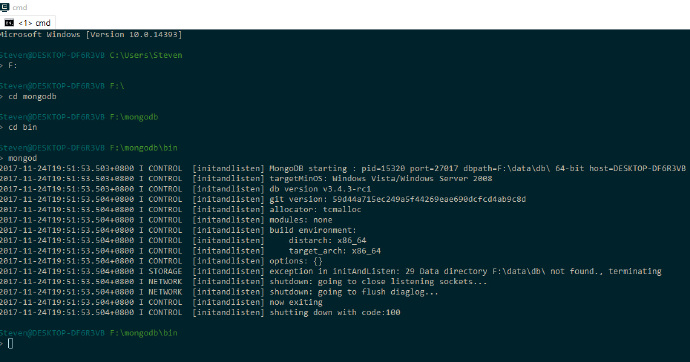 cmd
<1> cmd
Microsoft Windows [Version 10.0.14393]
Steven@DESKTOP-DF6R3VB C:\Users\Steven
> F:
Steven@DESKTOP-DF6R3VB F:\
> cd mongodb
Steven@DESKTOP-DF6R3VB F:\mongodb
> cd bin
Steven@DESKTOP-DF6R3VB F:\mongodb\bin
> mongod
2017-11-24T19:51:53.503+0800 I CONTROL [initandlisten] MongoDB starting : pid=15320 port=27017 dbpath=F:\data\db\ 64-bit host=DESKTOP-DF6R3V0
2017-11-24T19:51:53.503+0800 I CONTROL [initandlisten] targetMinOS: Windows Vista/Windows Server 2008
2017-11-24T19:51:53.504+0800 I CONTROL [initandlisten] db version v3.4.3-rc1
2017-11-24T19:51:53.504+0800 I CONTROL [initandlisten] git version: 59d44a715ec249a5f44269eae690dcfcd4ab9c8d
2017-11-24T19:51:53.504+0800 I CONTROL [initandlisten] allocator: tcmalloc
2017-11-24T19:51:53.504+0800 I CONTROL [initandlisten] modules: none
2017-11-24T19:51:53.504+0800 I CONTROL [initandlisten] build environment:
2017-11-24T19:51:53.504+0800 I CONTROL [initandlisten] distarch: x86_64
2017-11-24T19:51:53.504+0800 I CONTROL [initandlisten] target_arch: x86_64
2017-11-24T19:51:53.504+0800 I CONTROL [initandlisten] options: {}
2017-11-24T19:51:53.504+0800 I STORAGE [initandlisten] exception in initAndListen: 29 Data directory F:\data\db\ not found., terminating
2017-11-24T19:51:53.504+0800 I NETWORK [initandlisten] shutdown: going to close listening sockets...
2017-11-24T19:51:53.504+0800 I NETWORK [initandlisten] shutdown: going to flush diaglog...
2017-11-24T19:51:53.504+0800 I CONTROL [initandlisten] now exiting
2017-11-24T19:51:53.504+0800 I CONTROL [initandlisten] shutting down with code:100
Steven@DESKTOP-DF6R3VB F:\mongodb\bin
>